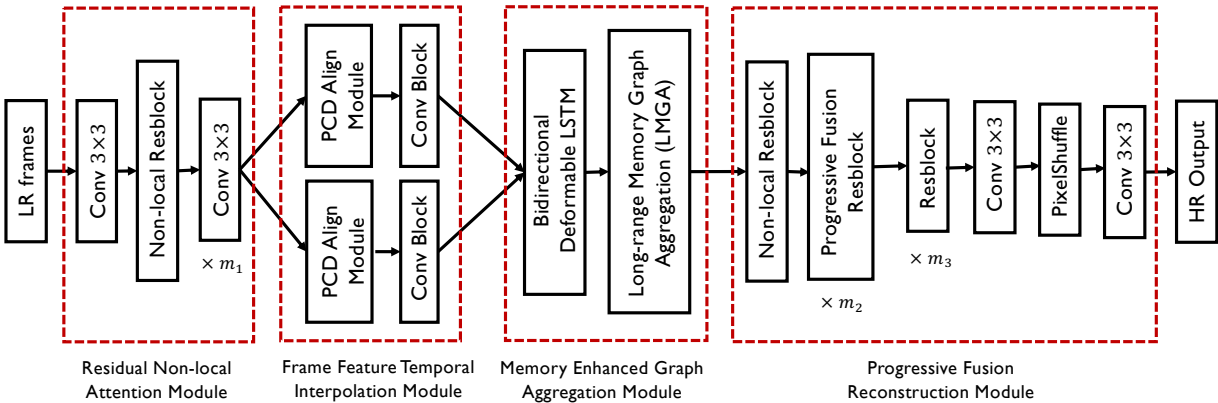 LR frames
Conv 3×3
Non-local Resblock
Conv 3×3
× m₁
PCD Align
Module
Conv Block
PCD Align
Module
Conv Block
Bidirectional
Deformable LSTM
Long-range Memory Graph
Aggregation (LMGA)
Non-local Resblock
Progressive Fusion
Resblock
× m₂
Resblock
× m₃
Conv 3×3
PixelShuffle
Conv 3×3
HR Output
Residual Non-local
Attention Module
Frame Feature Temporal
Interpolation Module
Memory Enhanced Graph
Aggregation Module
Progressive Fusion
Reconstruction Module